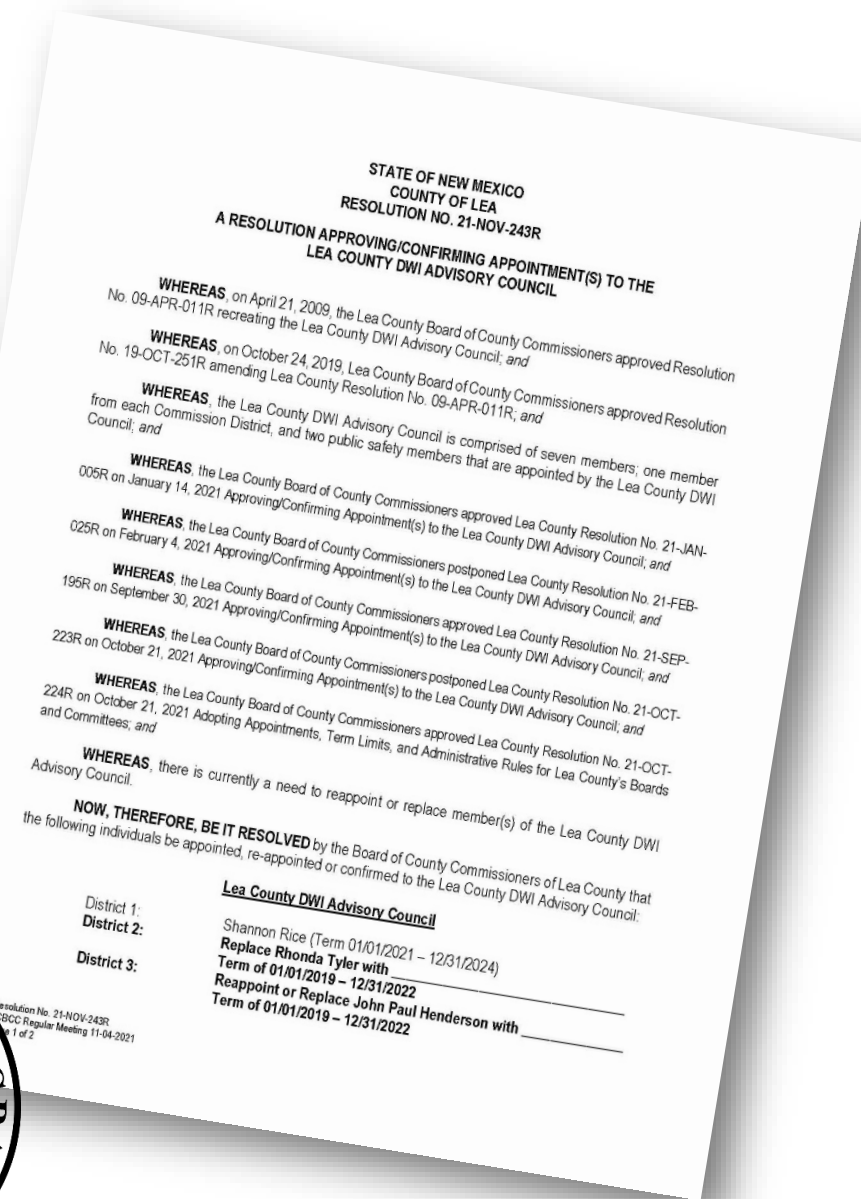 STATE OF NEW MEXICO
COUNTY OF LEA
RESOLUTION NO. 21-NOV-243R
A RESOLUTION APPROVING/CONFIRMING APPOINTMENT(S) TO THE
LEA COUNTY DWI ADVISORY COUNCIL
WHEREAS, on April 21, 2009, the Lea County Board of County Commissioners approved Resolution
No. 09-APR-011R recreating the Lea County DWI Advisory Council; and
WHEREAS, on October 24, 2019, Lea County Board of County Commissioners approved Resolution
No. 19-OCT-251R amending Lea County Resolution No. 09-APR-011R; and
WHEREAS, the Lea County DWI Advisory Council is comprised of seven members; one member
from each Commission District, and two public safety members that are appointed by the Lea County DWI
Council; and
WHEREAS, the Lea County Board of County Commissioners approved Lea County Resolution No. 21-JAN-
005R on January 14, 2021 Approving/Confirming Appointment(s) to the Lea County DWI Advisory Council; and
WHEREAS, the Lea County Board of County Commissioners postponed Lea County Resolution No. 21-FEB-
025R on February 4, 2021 Approving/Confirming Appointment(s) to the Lea County DWI Advisory Council; and
WHEREAS, the Lea County Board of County Commissioners approved Lea County Resolution No. 21-SEP-
195R on September 30, 2021 Approving/Confirming Appointment(s) to the Lea County DWI Advisory Council; and
WHEREAS, the Lea County Board of County Commissioners postponed Lea County Resolution No. 21-OCT-
223R on October 21, 2021 Approving/Confirming Appointment(s) to the Lea County DWI Advisory Council; and
WHEREAS, the Lea County Board of County Commissioners approved Lea County Resolution No. 21-OCT-
224R on October 21, 2021 Adopting Appointments, Term Limits, and Administrative Rules for Lea County's Boards
and Committees; and
WHEREAS, there is currently a need to reappoint or replace member(s) of the Lea County DWI
Advisory Council.
NOW, THEREFORE, BE IT RESOLVED by the Board of County Commissioners of Lea County that
the following individuals be appointed, re-appointed or confirmed to the Lea County DWI Advisory Council:
Lea County DWI Advisory Council
District 1: Shannon Rice (Term 01/01/2021 – 12/31/2024)
District 2: Replace Rhonda Tyler with
Term of 01/01/2019 – 12/31/2022
District 3: Reappoint or Replace John Paul Henderson with
Term of 01/01/2019 – 12/31/2022
esolution No. 21-NOV-243R
CBCC Regular Meeting 11-04-2021
e 1 of 2